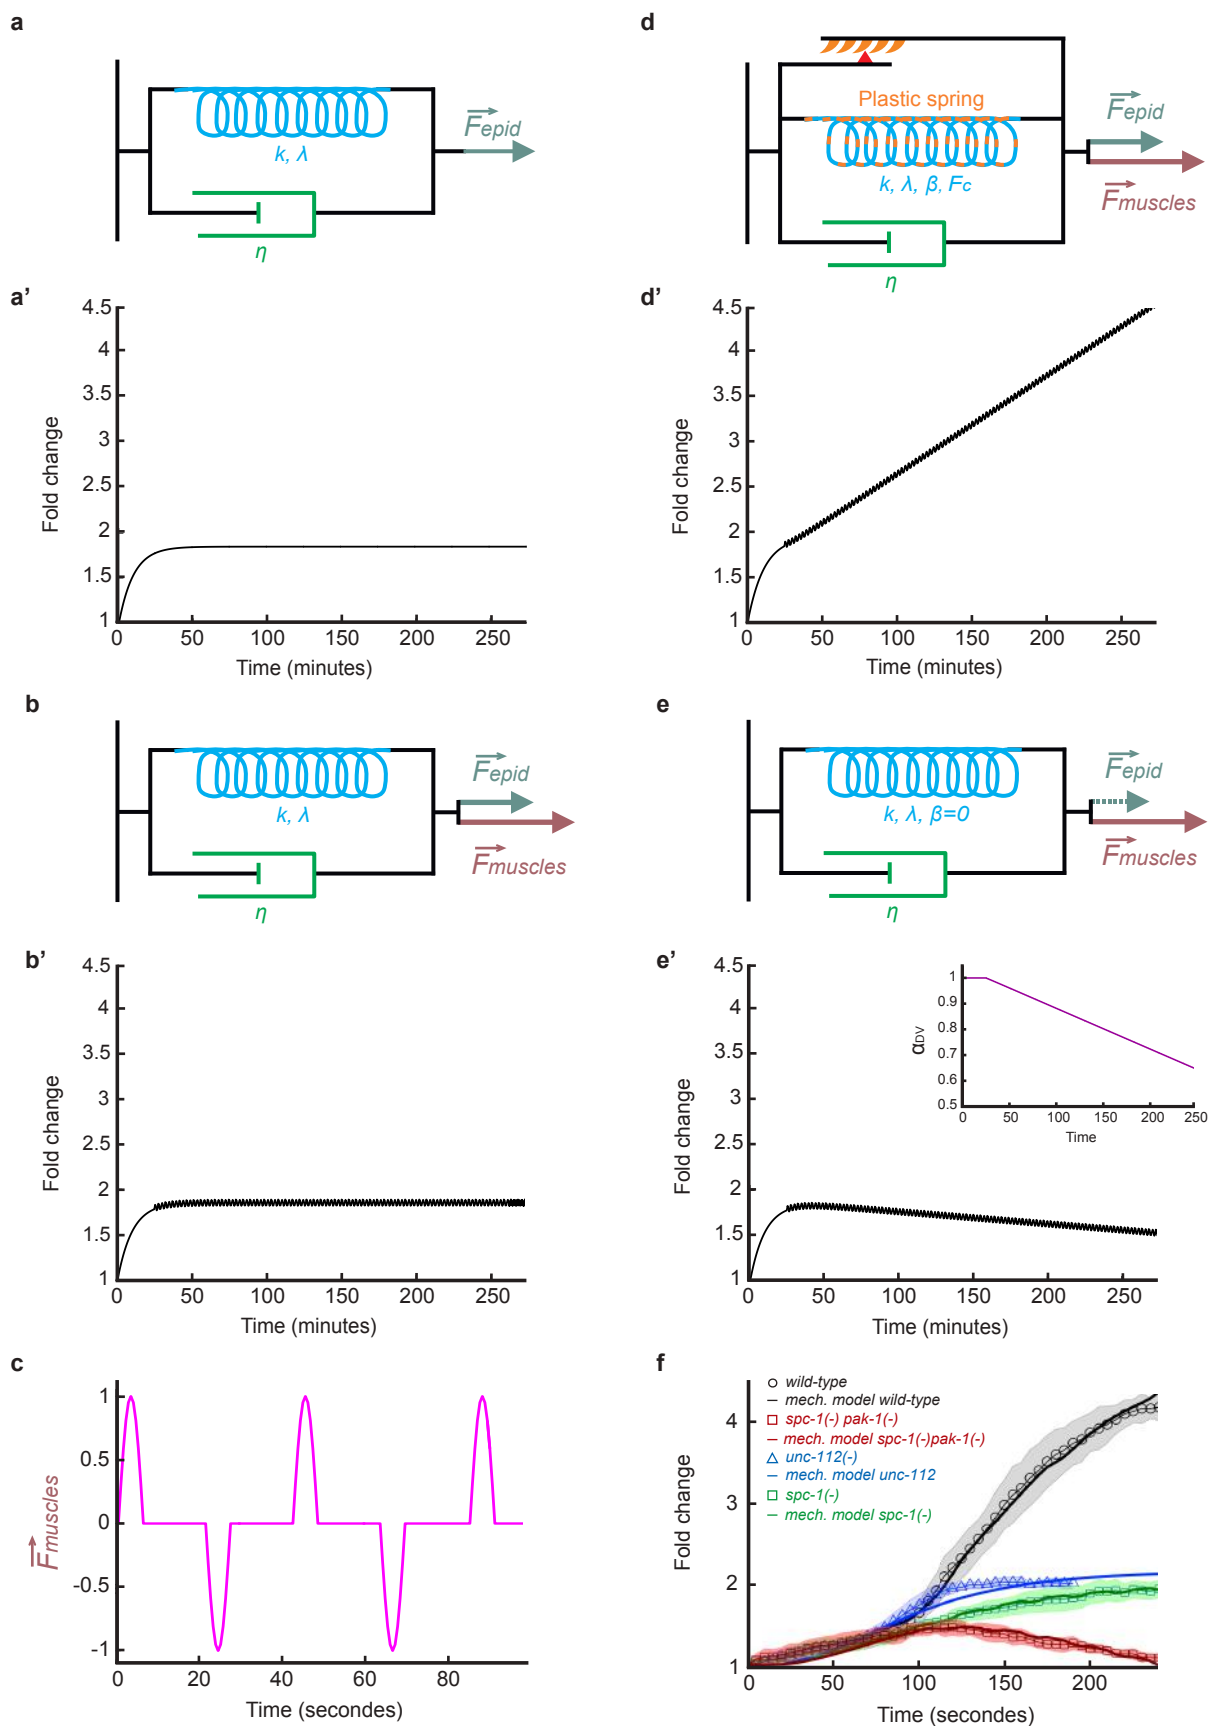 a
F⃗epid
k, λ
η
a’
4.5
4
3.5
3
2.5
2
1.5
1
Fold change
0
50
100
150
200
250
Time (minutes)
b
F⃗epid
k, λ
F⃗muscles
η
b’
4.5
4
3.5
3
2.5
2
1.5
1
Fold change
0
50
100
150
200
250
Time (minutes)
c
1
0.5
0
-0.5
-1
F⃗muscles
0
20
40
60
80
Time (secondes)
d
Plastic spring
F⃗epid
k, λ, β, Fc
F⃗muscles
η
d’
4.5
4
3.5
3
2.5
2
1.5
1
Fold change
0
50
100
150
200
250
Time (minutes)
e
F⃗epid
k, λ, β=0
F⃗muscles
η
e’
4.5
4
3.5
3
2.5
2
1.5
1
Fold change
0
50
100
150
200
250
Time (minutes)
1
0.9
0.8
0.7
0.6
0.5
αDV
0
50
100
150
200
250
Time
f
wild-type
mech. model wild-type
spc-1(-) pak-1(-)
mech. model spc-1(-)pak-1(-)
unc-112(-)
mech. model unc-112
spc-1(-)
mech. model spc-1(-)
4
3
2
1
Fold change
0
50
100
150
200
Time (secondes)